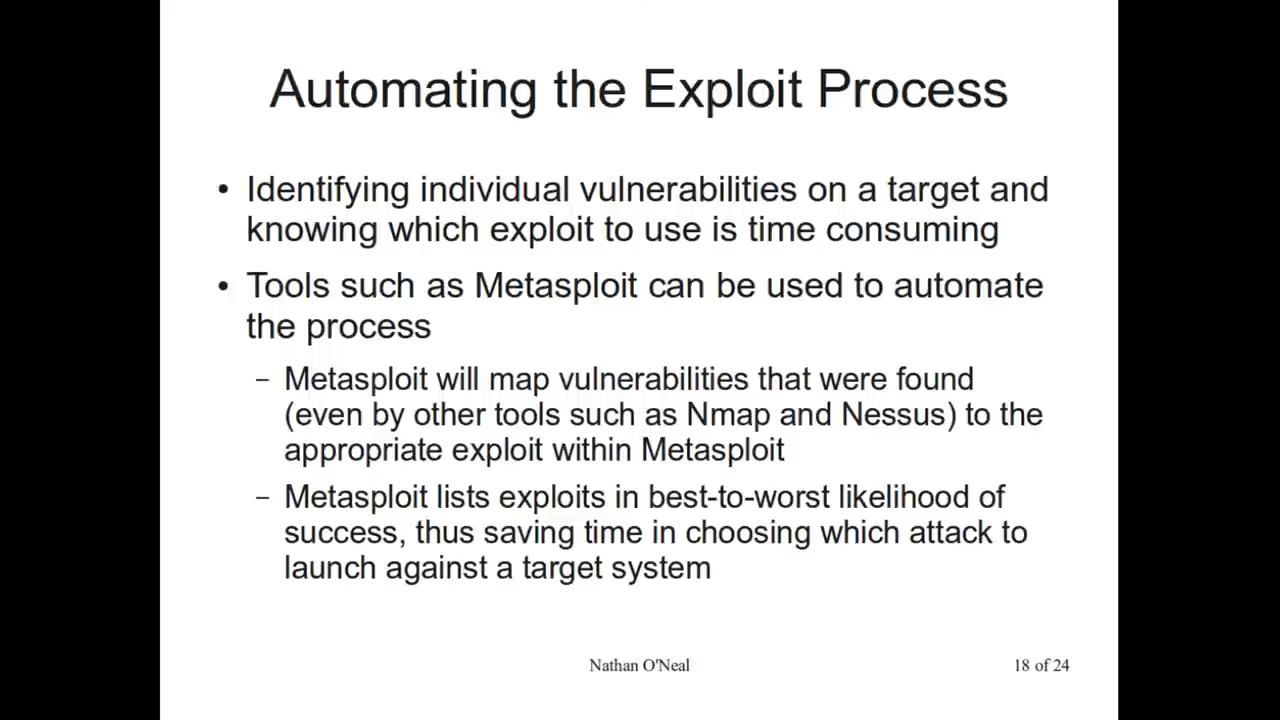 Automating the Exploit Process
• Identifying individual vulnerabilities on a target and
knowing which exploit to use is time consuming
• Tools such as Metasploit can be used to automate
the process
– Metasploit will map vulnerabilities that were found
(even by other tools such as Nmap and Nessus) to the
appropriate exploit within Metasploit
– Metasploit lists exploits in best-to-worst likelihood of
success, thus saving time in choosing which attack to
launch against a target system
Nathan O'Neal
18 of 24